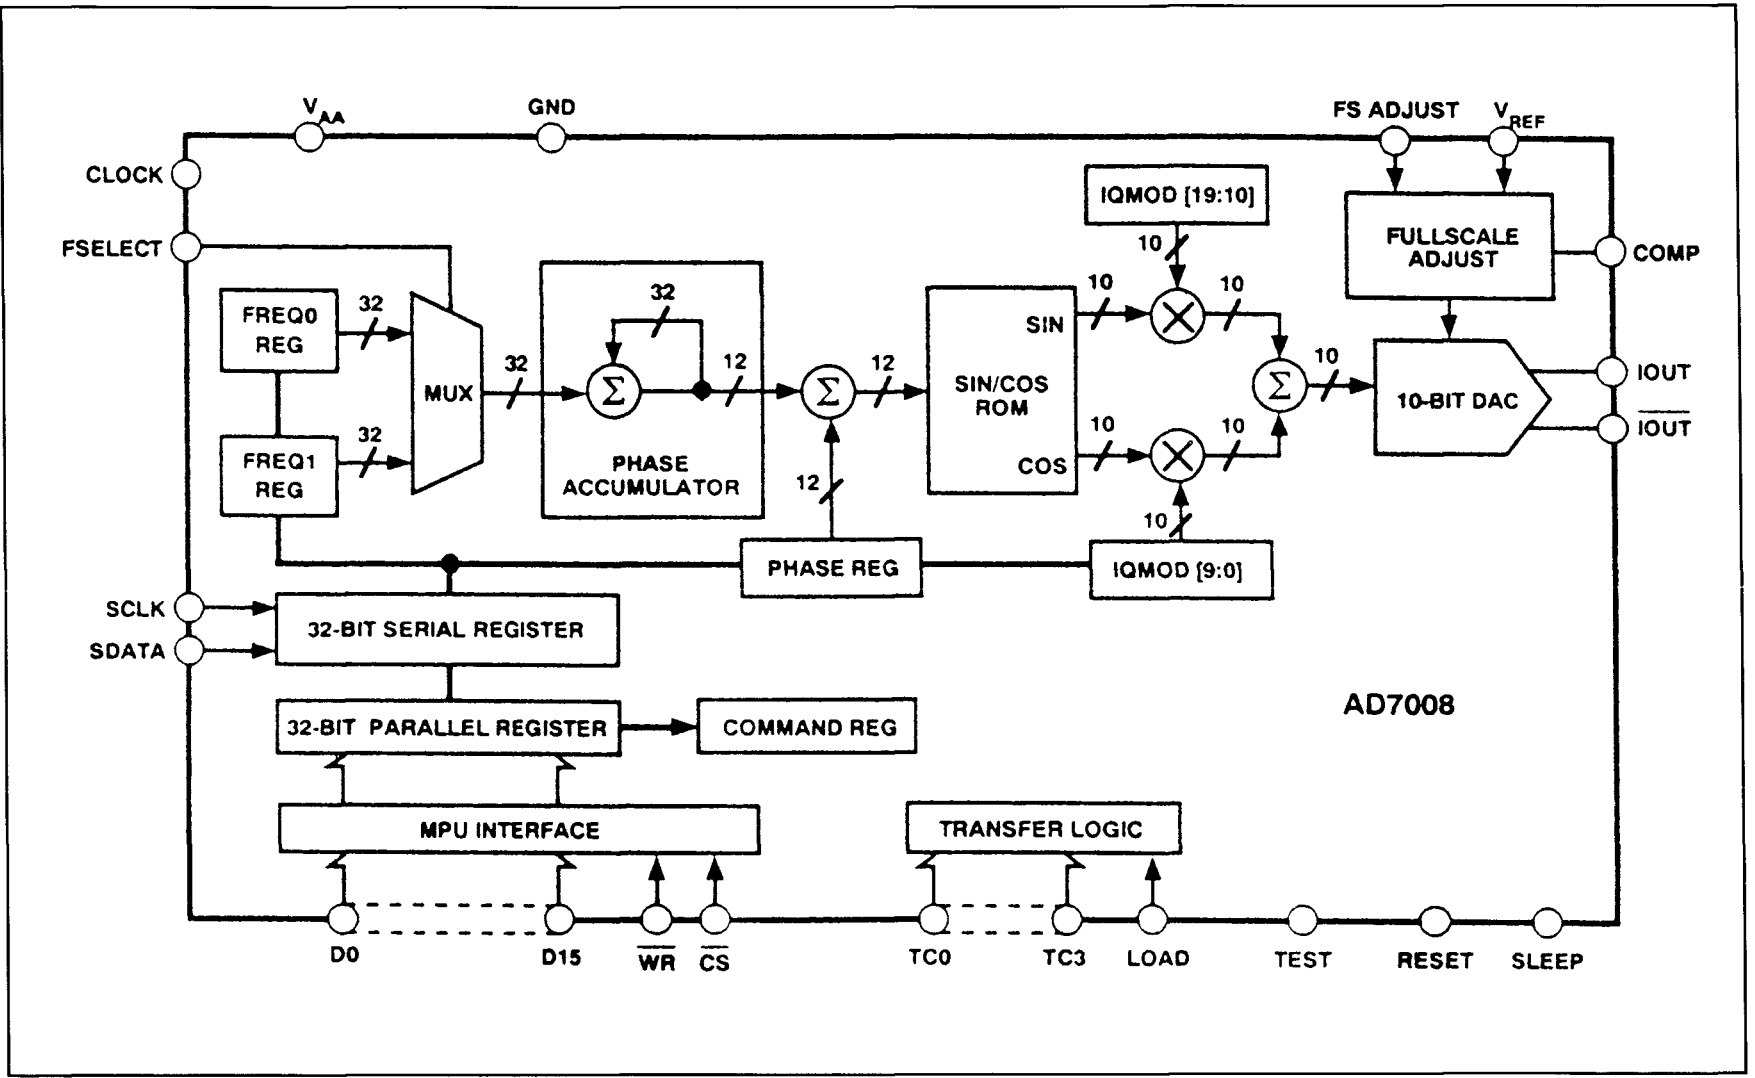 V AA
GND
FS ADJUST
V REF
CLOCK
FSELECT
IQMOD [19:10]
10
FULLSCALE
ADJUST
COMP
FREQ0
REG
32
32
10
SIN
10
MUX
32
12
Σ
Σ
12
SIN/COS
ROM
Σ
10
10-BIT DAC
IOUT
IOUT
FREQ1
REG
32
PHASE
ACCUMULATOR
12
COS
10
10
10
PHASE REG
IQMOD [9:0]
SCLK
SDATA
32-BIT SERIAL REGISTER
32-BIT PARALLEL REGISTER
COMMAND REG
AD7008
MPU INTERFACE
TRANSFER LOGIC
D0
D15
WR
CS
TC0
TC3
LOAD
TEST
RESET
SLEEP